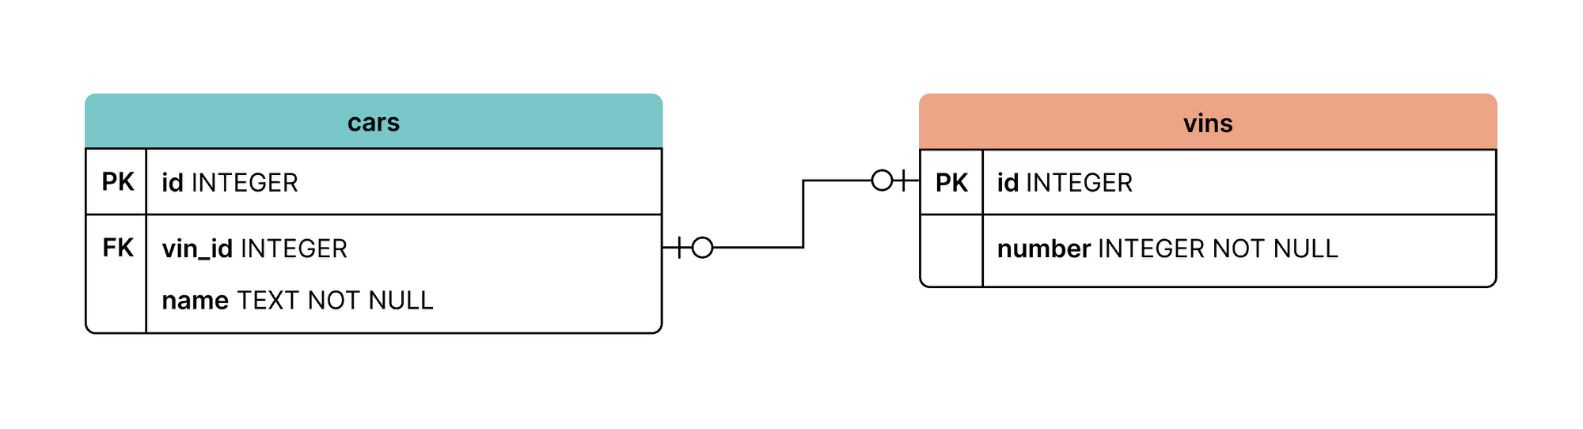 cars
PK id INTEGER
FK vin_id INTEGER
name TEXT NOT NULL
vins
PK id INTEGER
number INTEGER NOT NULL